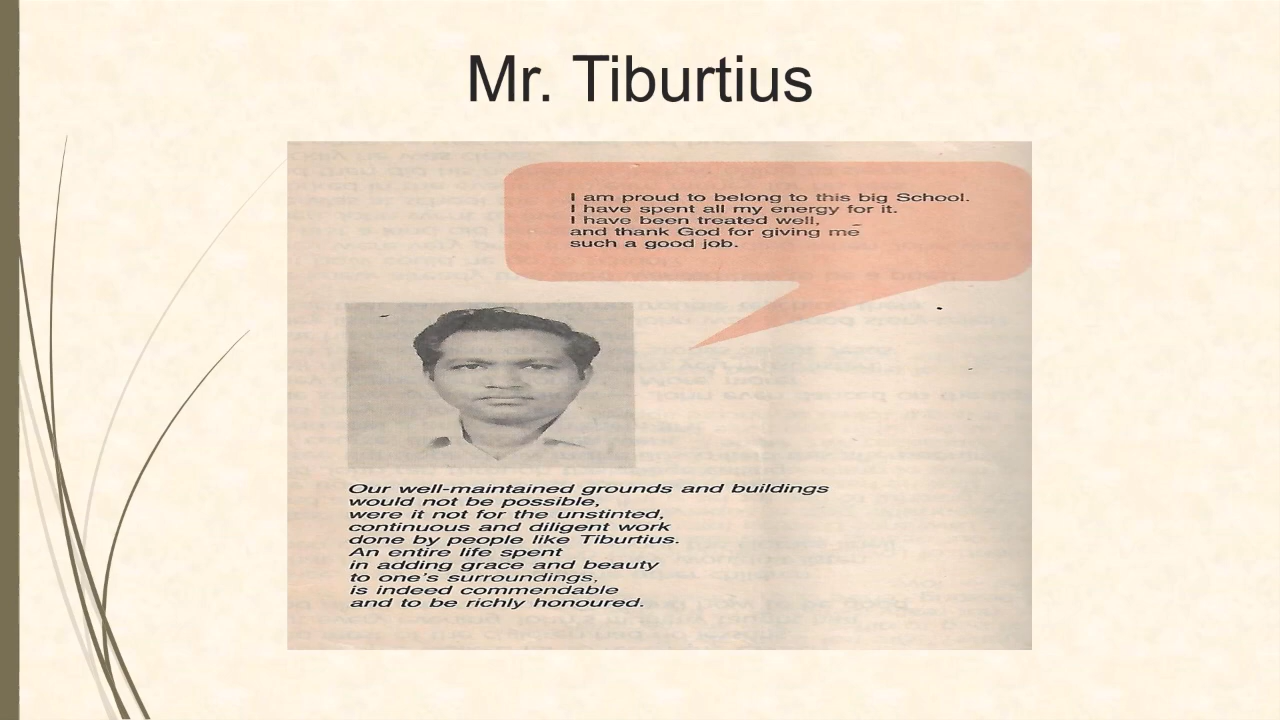 Mr. Tiburtius
I am proud to belong to this big School.
I have spent all my energy for it.
I have been treated well,
and thank God for giving me
such a good job.
Our well-maintained grounds and buildings
would not be possible,
were it not for the unstinted,
continuous and diligent work
done by people like Tiburtius.
An entire life spent
in adding grace and beauty
to one's surroundings,
is indeed commendable
and to be richly honoured.